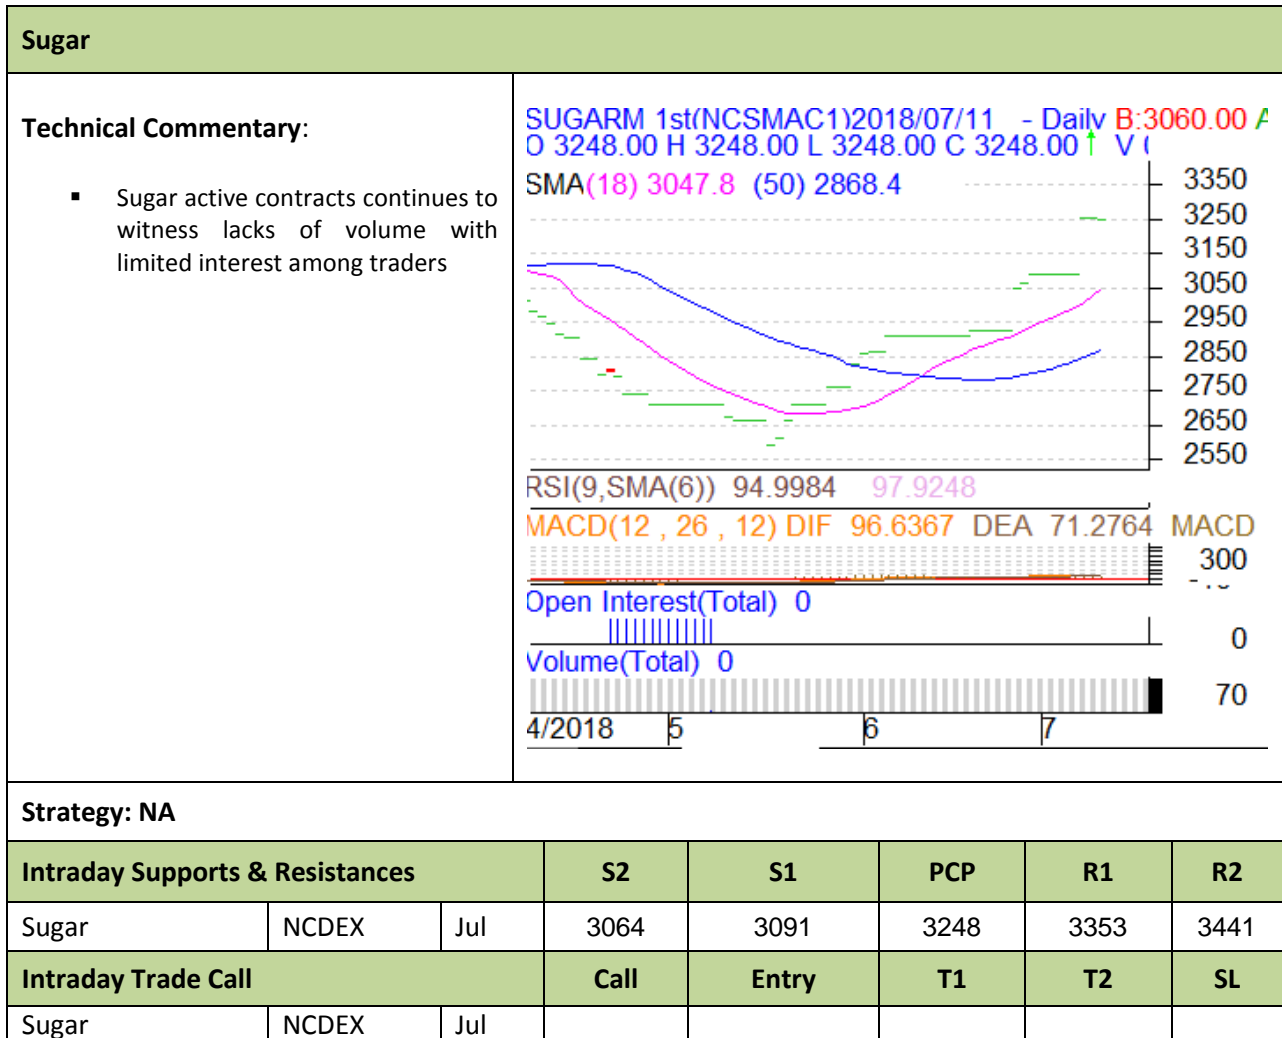 Sugar
Technical Commentary:
▪ Sugar active contracts continues to
witness lacks of volume with
limited interest among traders
SUGARM 1st(NCSMAC1)2018/07/11 - Daily B:3060.00 A
O 3248.00 H 3248.00 L 3248.00 C 3248.00 ↑ V
SMA(18) 3047.8 (50) 2868.4
3350
3250
3150
3050
2950
2850
2750
2650
2550
RSI(9,SMA(6)) 94.9984 97.9248
MACD(12 , 26 , 12) DIF 96.6367 DEA 71.2764 MACD
300
Open Interest(Total) 0
0
Volume(Total) 0
70
4/2018 5 6 7
Strategy: NA
Intraday Supports & Resistances S2 S1 PCP R1 R2
Sugar NCDEX Jul 3064 3091 3248 3353 3441
Intraday Trade Call Call Entry T1 T2 SL
Sugar NCDEX Jul